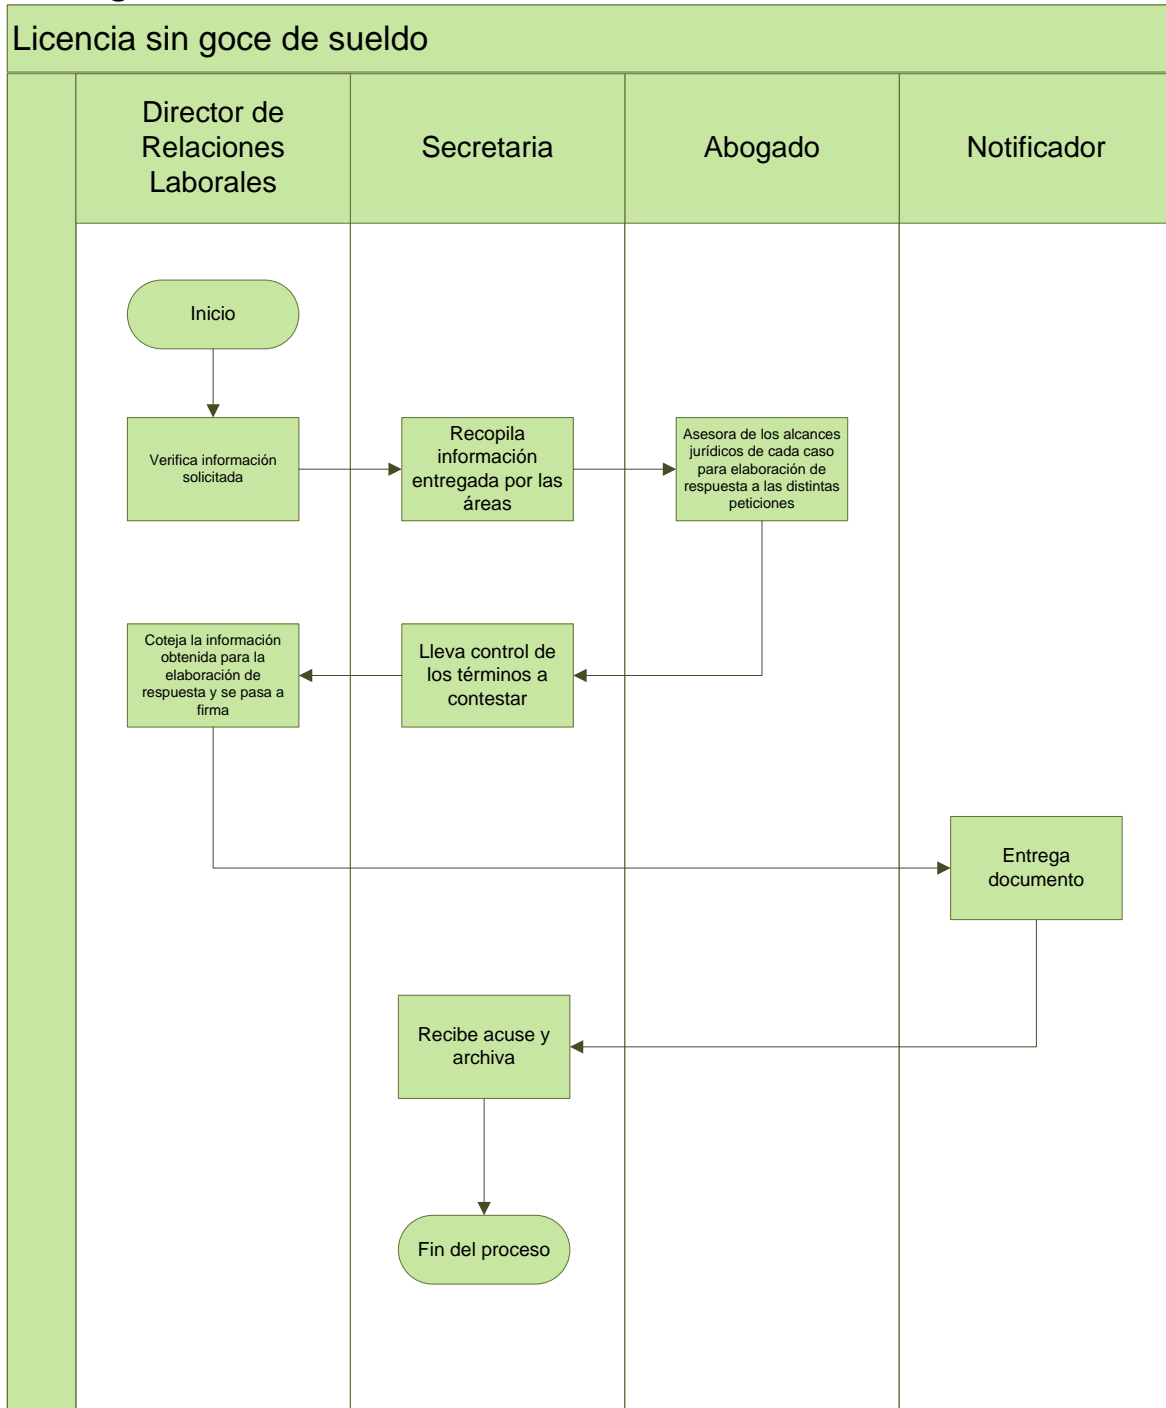 Licencia sin goce de sueldo
Director de
Relaciones
Laborales
Secretaria
Abogado
Notificador
Inicio
Verifica información
solicitada
Recopila
información
entregada por las
áreas
Asesora de los alcances
jurídicos de cada caso
para elaboración de
respuesta a las distintas
peticiones
Coteja la información
obtenida para la
elaboración de
respuesta y se pasa a
firma
Lleva control de
los términos a
contestar
Entrega
documento
Recibe acuse y
archiva
Fin del proceso